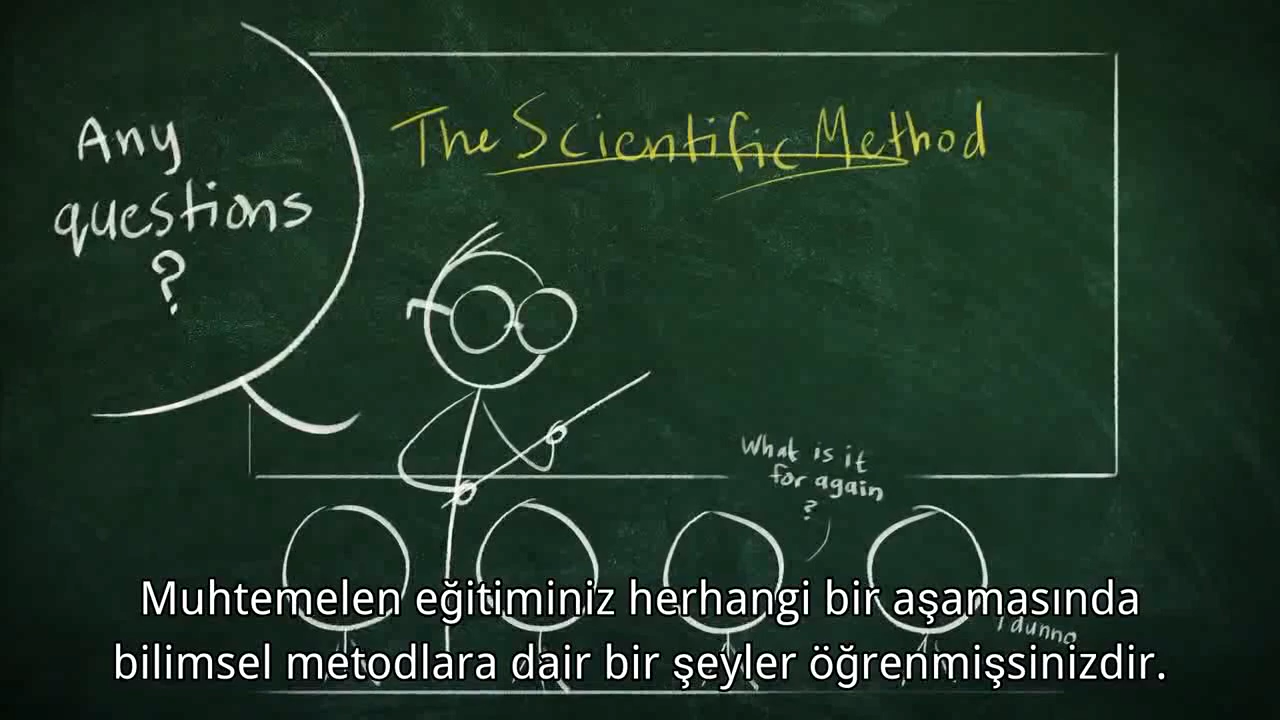 Any
questions
?
The Scientific Method
What is it
for again
?
I dunno
Muhtemelen eğitiminiz herhangi bir aşamasında
bilimsel metodlara dair bir şeyler öğrenmişsinizdir.